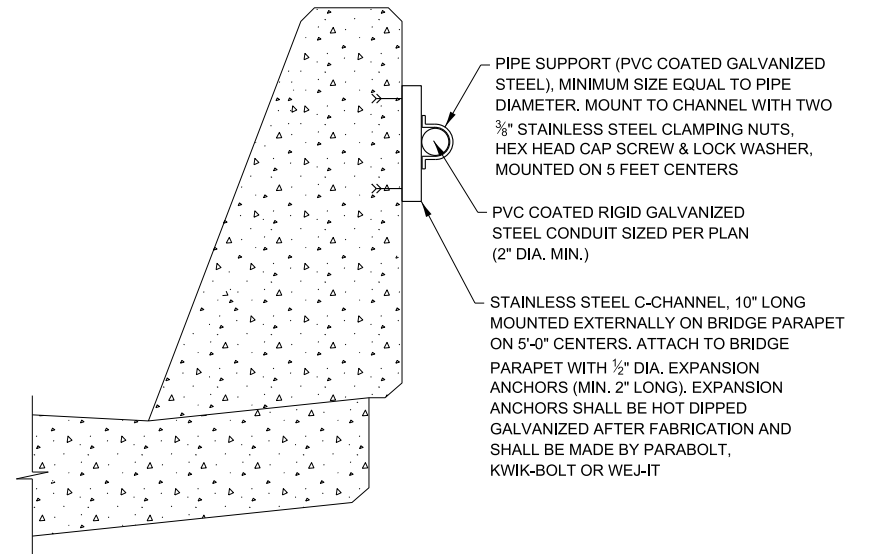 PIPE SUPPORT (PVC COATED GALVANIZED
STEEL), MINIMUM SIZE EQUAL TO PIPE
DIAMETER. MOUNT TO CHANNEL WITH TWO
⅜" STAINLESS STEEL CLAMPING NUTS,
HEX HEAD CAP SCREW & LOCK WASHER,
MOUNTED ON 5 FEET CENTERS
PVC COATED RIGID GALVANIZED
STEEL CONDUIT SIZED PER PLAN
(2" DIA. MIN.)
STAINLESS STEEL C-CHANNEL, 10" LONG
MOUNTED EXTERNALLY ON BRIDGE PARAPET
ON 5'-0" CENTERS. ATTACH TO BRIDGE
PARAPET WITH ½" DIA. EXPANSION
ANCHORS (MIN. 2" LONG). EXPANSION
ANCHORS SHALL BE HOT DIPPED
GALVANIZED AFTER FABRICATION AND
SHALL BE MADE BY PARABOLT,
KWIK-BOLT OR WEJ-IT